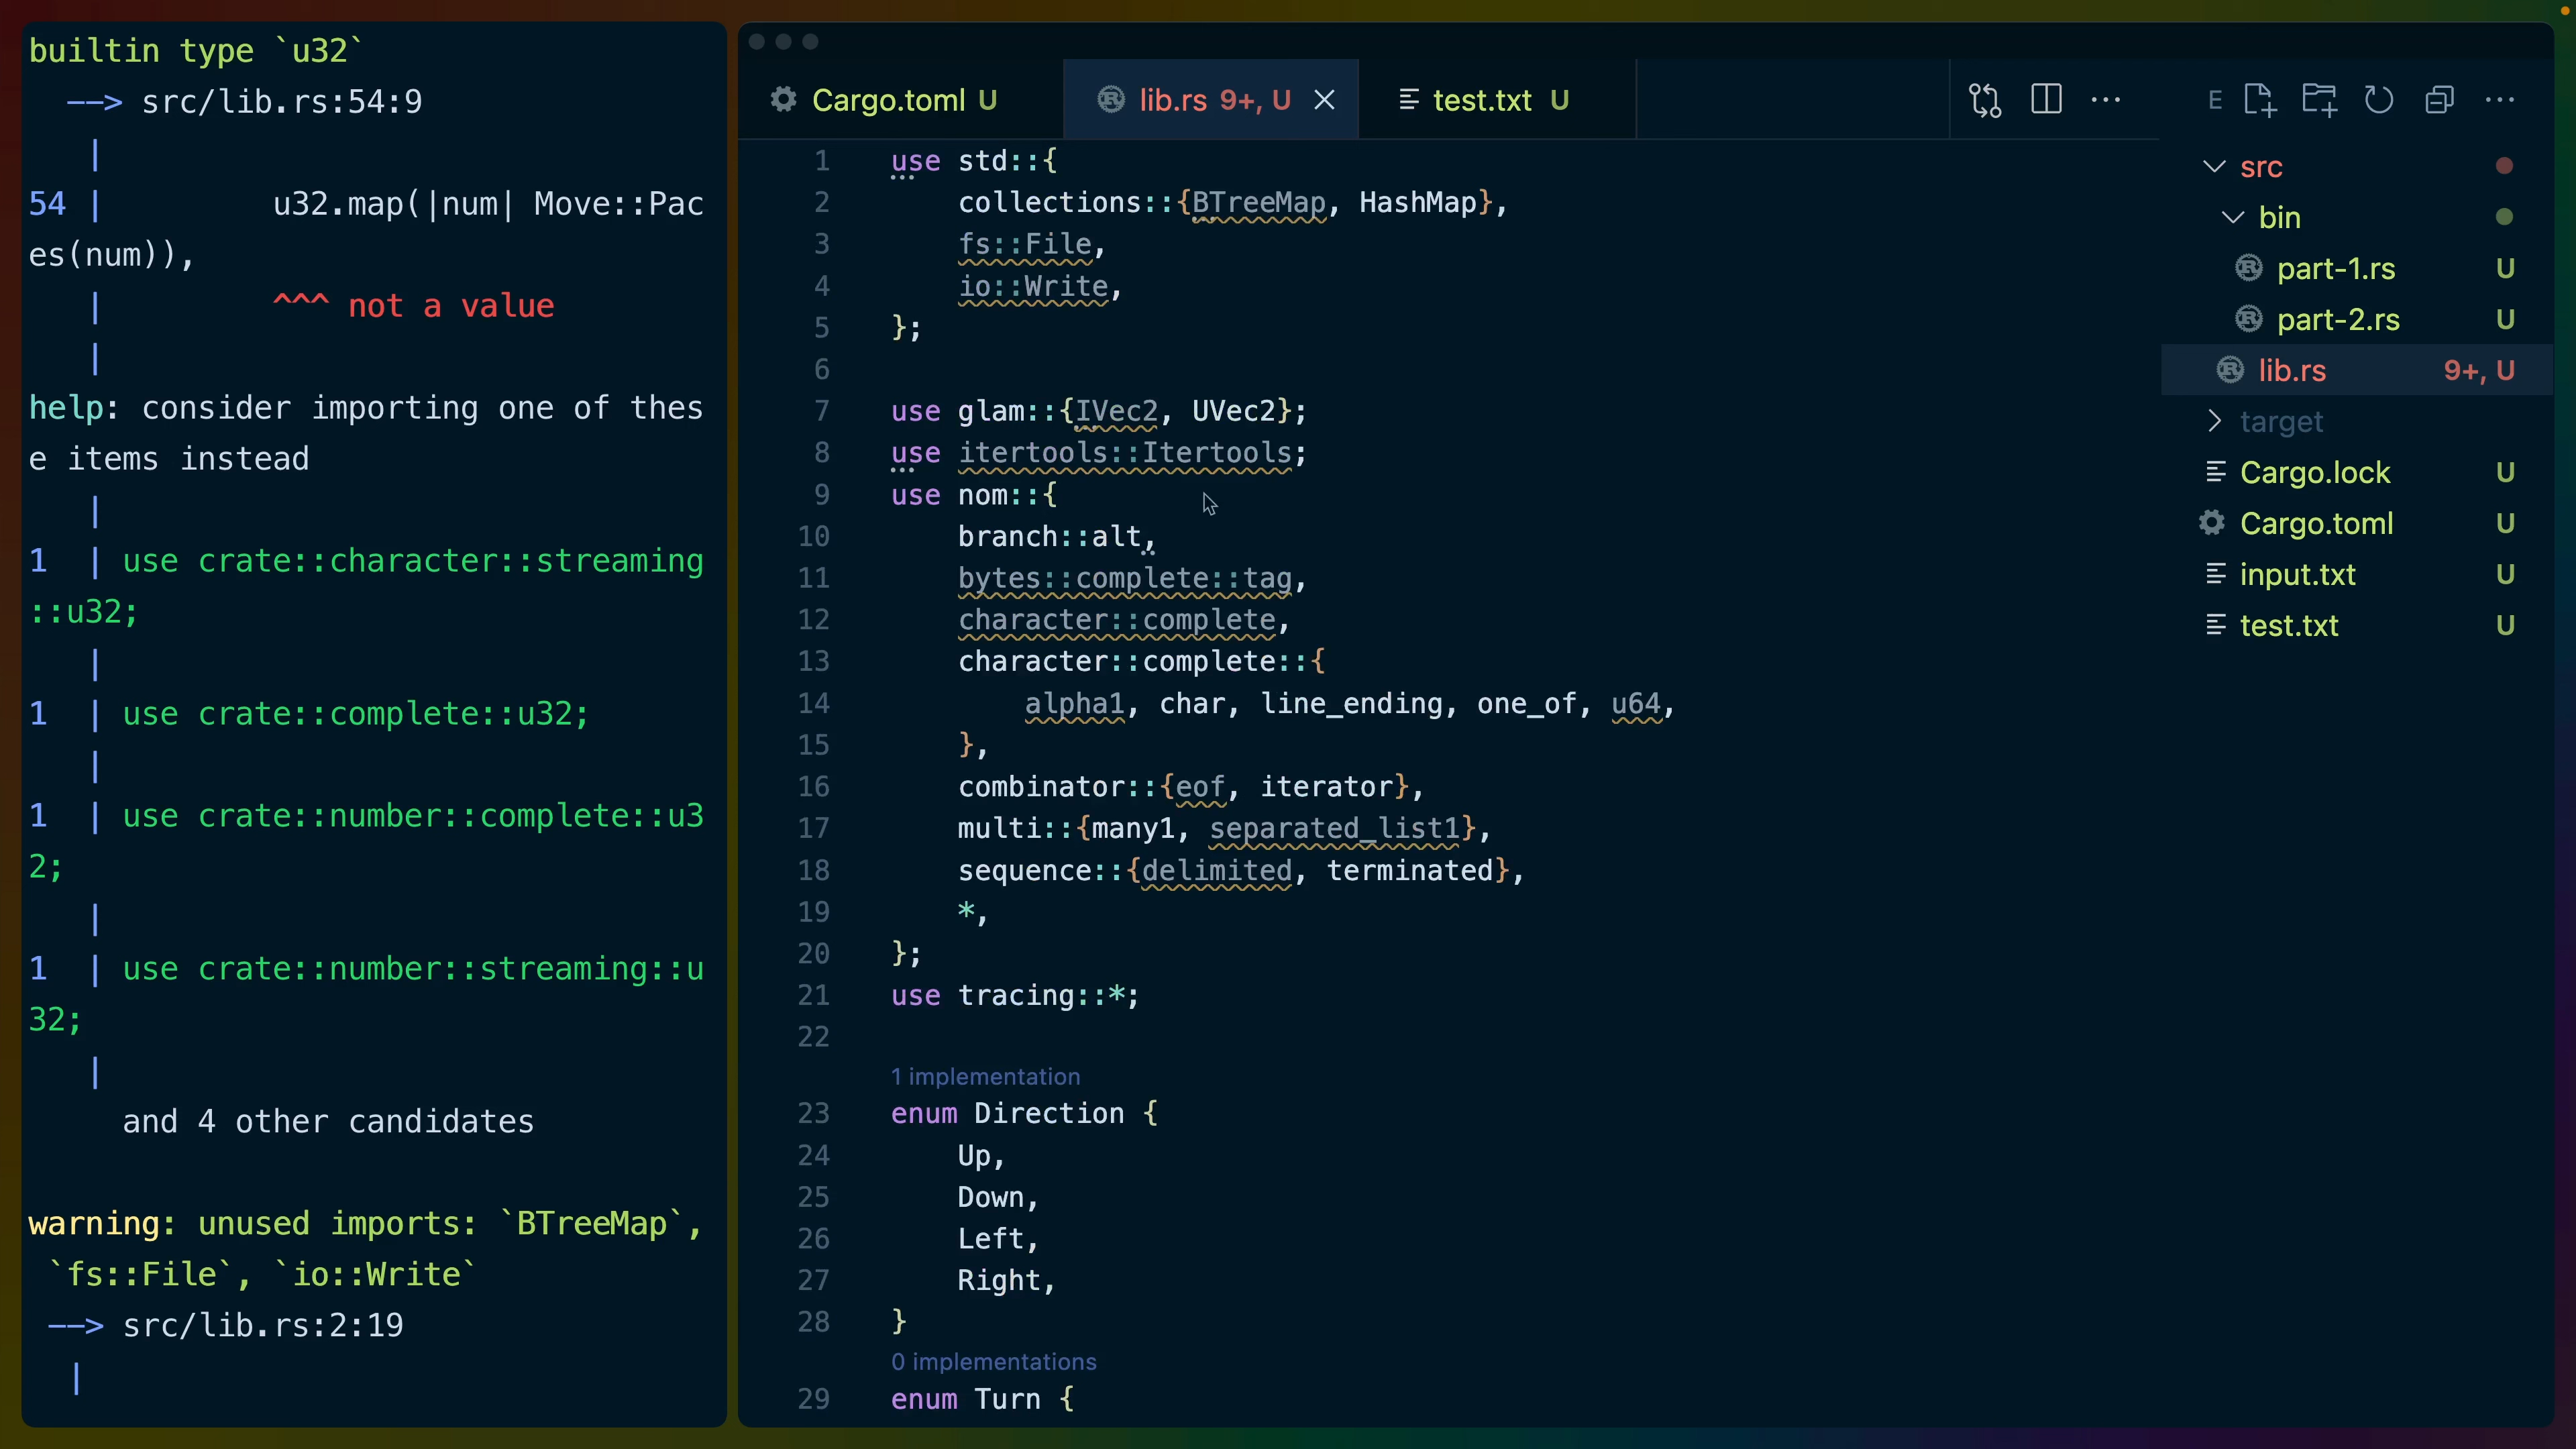 builtin type `u32`
--> src/lib.rs:54:9
|
54 | u32.map(|num| Move::Pac
es(num)),
| ^^^ not a value
|
help: consider importing one of thes
e items instead
|
1 | use crate::character::streaming
::u32;
|
1 | use crate::complete::u32;
|
1 | use crate::number::complete::u3
2;
|
1 | use crate::number::streaming::u
32;
|
and 4 other candidates
warning: unused imports: `BTreeMap`,
`fs::File`, `io::Write`
--> src/lib.rs:2:19
|
Cargo.toml U
lib.rs 9+, U
test.txt U
1 use std::{
2 collections::{BTreeMap, HashMap},
3 fs::File,
4 io::Write,
5 };
6
7 use glam::{IVec2, UVec2};
8 use itertools::Itertools;
9 use nom::{
10 branch::alt,
11 bytes::complete::tag,
12 character::complete,
13 character::complete::{
14 alpha1, char, line_ending, one_of, u64,
15 },
16 combinator::{eof, iterator},
17 multi::{many1, separated_list1},
18 sequence::{delimited, terminated},
19 *,
20 };
21 use tracing::*;
22
1 implementation
23 enum Direction {
24 Up,
25 Down,
26 Left,
27 Right,
28 }
0 implementations
29 enum Turn {
E
src
bin
part-1.rs U
part-2.rs U
lib.rs 9+, U
target
Cargo.lock U
Cargo.toml U
input.txt U
test.txt U